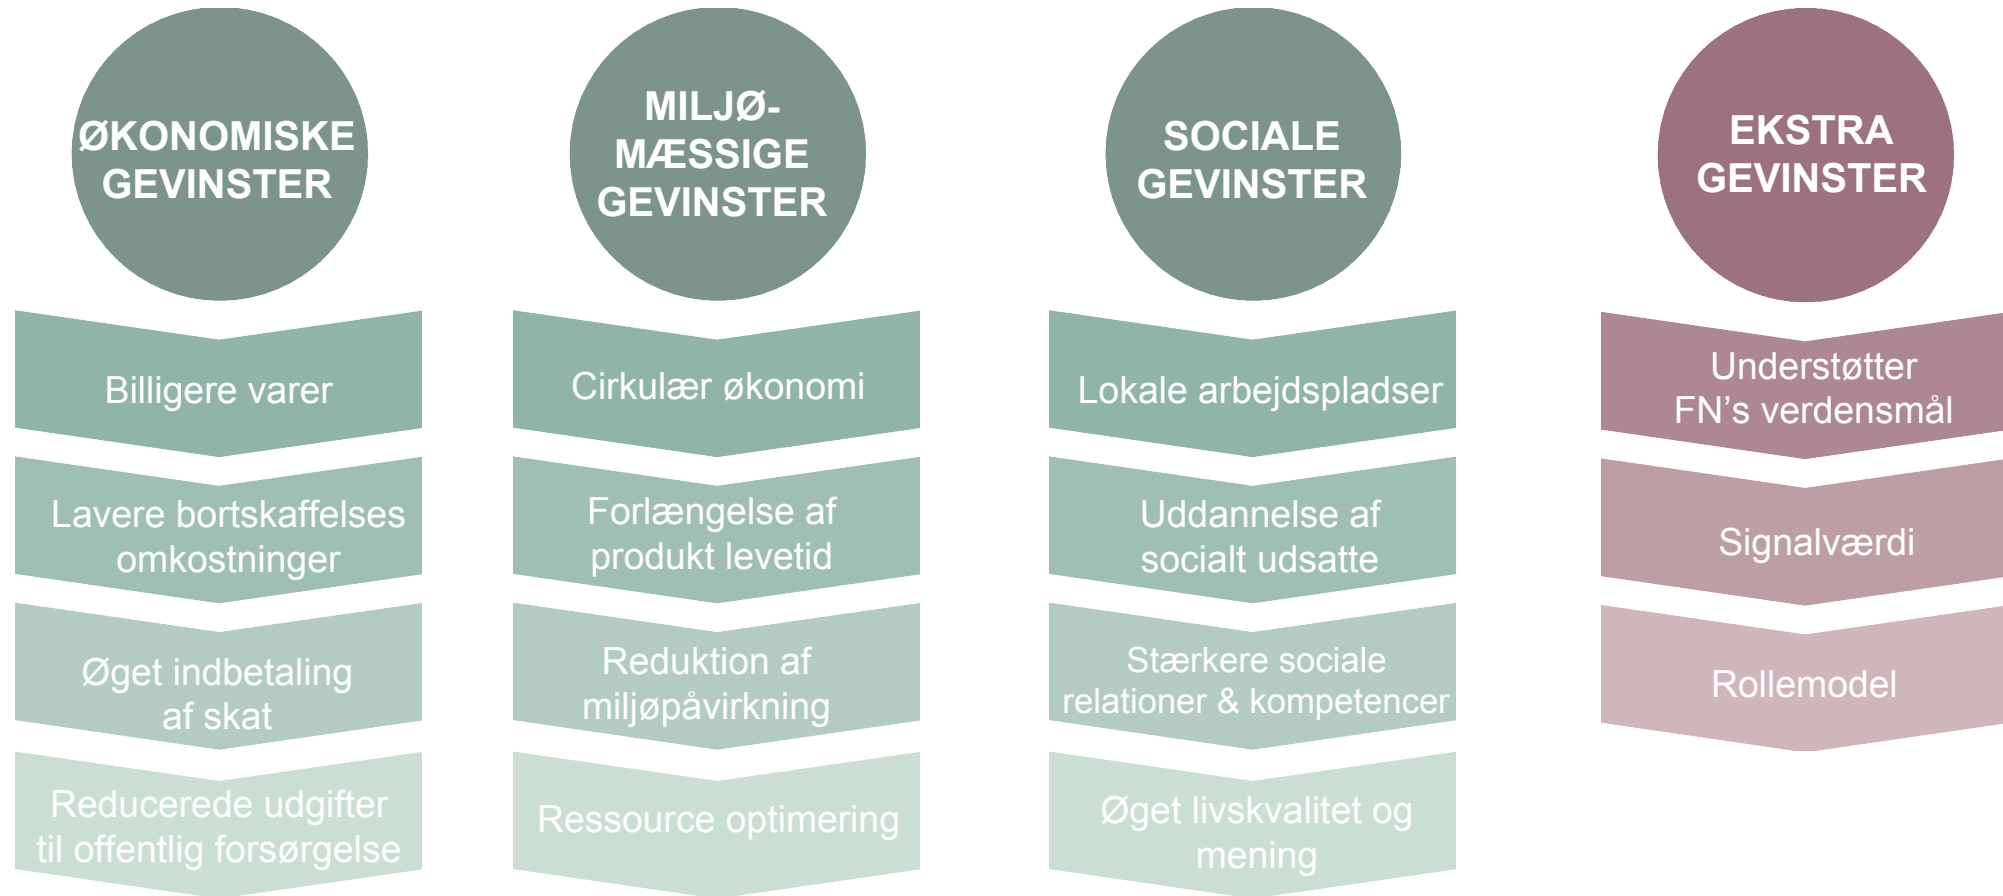 ØKONOMISKE
GEVINSTER
Billigere varer
Lavere bortskaffelses
omkostninger
Øget indbetaling
af skat
Reducerede udgifter
til offentlig forsørgelse
MILJØ-
MÆSSIGE
GEVINSTER
Cirkulær økonomi
Forlængelse af
produkt levetid
Reduktion af
miljøpåvirkning
Ressource optimering
SOCIALE
GEVINSTER
Lokale arbejdspladser
Uddannelse af
socialt udsatte
Stærkere sociale
relationer & kompetencer
Øget livskvalitet og
mening
EKSTRA
GEVINSTER
Understøtter
FN’s verdensmål
Signalværdi
Rollemodel